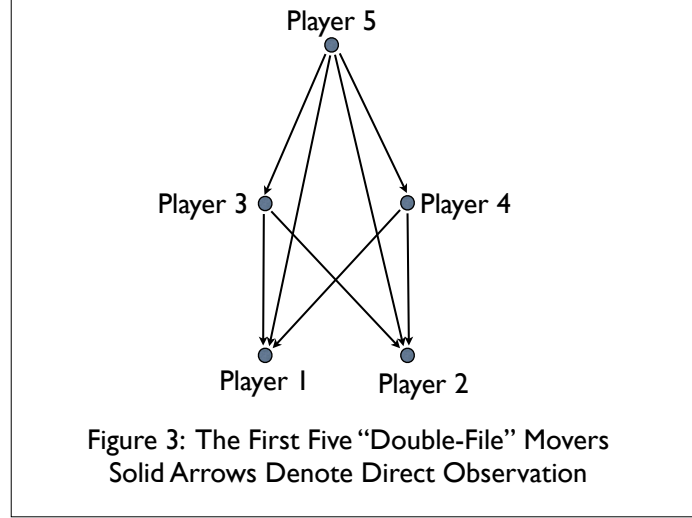 Player 5
Player 3
Player 4
Player 1
Player 2
Figure 3: The First Five “Double-File” Movers
Solid Arrows Denote Direct Observation